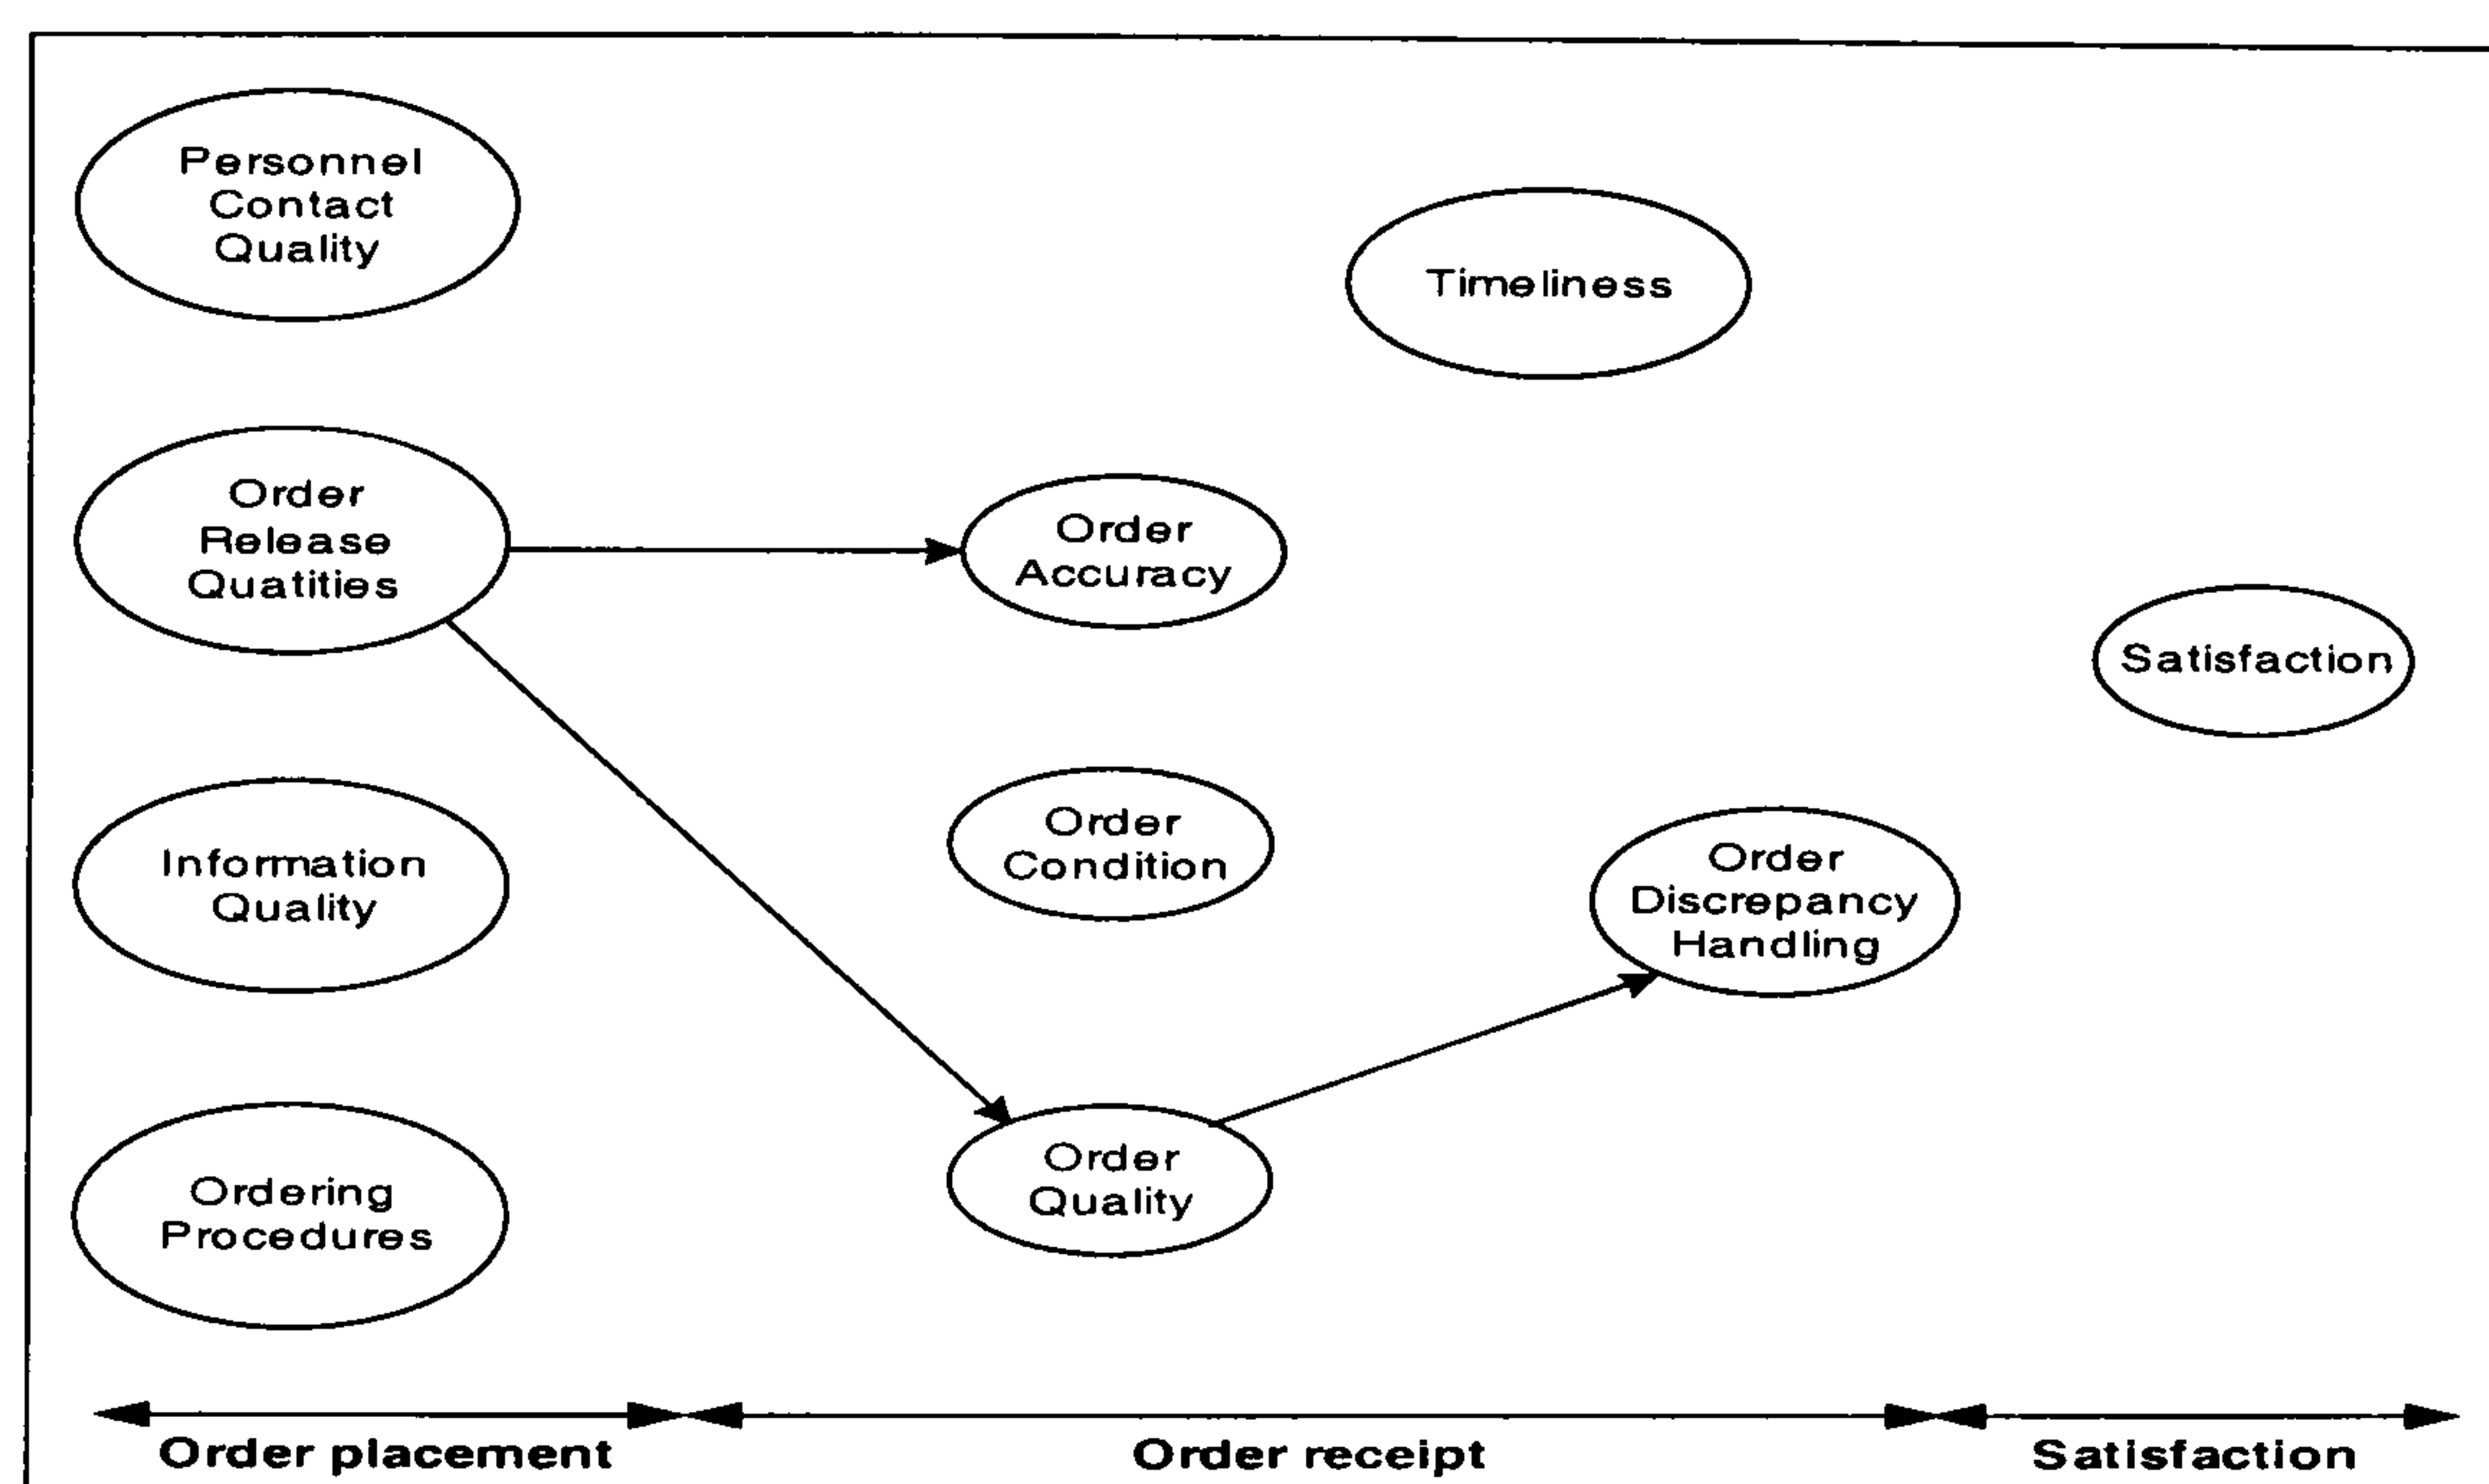 Personnel
Contact
Quality
Timeliness
Order
Release
Quatities
Order
Accuracy
Satisfaction
Information
Quality
Order
Condition
Order
Discrepancy
Handling
Ordering
Procedures
Order
Quality
Order placement
Order receipt
Satisfaction